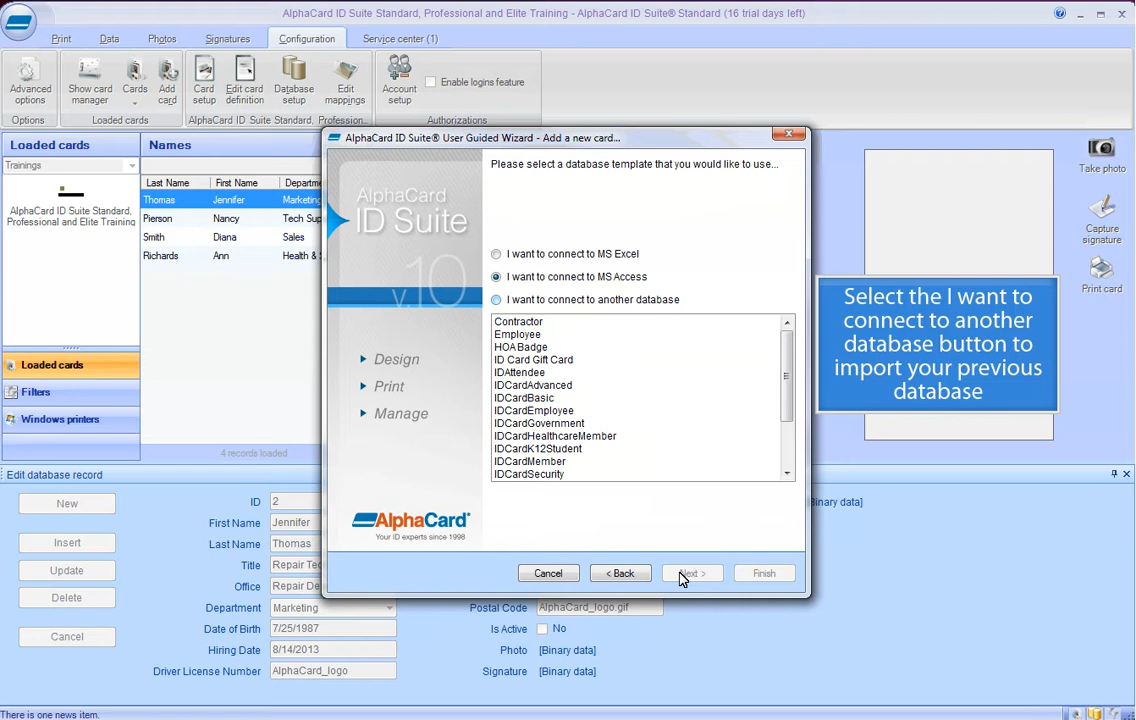 AlphaCard ID Suite Standard, Professional and Elite Training - AlphaCard ID Suite® Standard (16 trial days left)
Print Data Photos Signatures Configuration Service center (1)
Advanced options
Show card manager
Cards
Add card
Card setup
Edit card definition
Database setup
Edit mappings
Account setup
Enable logins feature
Options Loaded cards AlphaCard ID Suite Standard, Profession... Authorizations
Loaded cards
Trainings
AlphaCard ID Suite Standard,
Professional and Elite Training
Loaded cards
Filters
Windows printers
Names
Last Name First Name Departme
Thomas Jennifer Marketing
Pierson Nancy Tech Sup
Smith Diana Sales
Richards Ann Health &
4 records loaded
AlphaCard ID Suite® User Guided Wizard - Add a new card...
AlphaCard
ID Suite
v.10
Design
Print
Manage
AlphaCard®
Your ID experts since 1998
Please select a database template that you would like to use...
I want to connect to MS Excel
I want to connect to MS Access
I want to connect to another database
Contractor
Employee
HOA Badge
ID Card Gift Card
IDAttendee
IDCardAdvanced
IDCardBasic
IDCardEmployee
IDCardGovernment
IDCardHealthcareMember
IDCardK12Student
IDCardMember
IDCardSecurity
Cancel < Back Next > Finish
Select the I want to
connect to another
database button to
import your previous
database
Take photo
Capture
signature
Print card
Edit database record
New
Insert
Update
Delete
Cancel
ID 2
First Name Jennifer
Last Name Thomas
Title Repair Tec
Office Repair De
Department Marketing
Date of Birth 7/25/1987
Hiring Date 8/14/2013
Driver License Number AlphaCard_logo
Postal Code AlphaCard_logo.gif
Is Active No
Photo [Binary data]
Signature [Binary data]
[Binary data]
There is one news item.